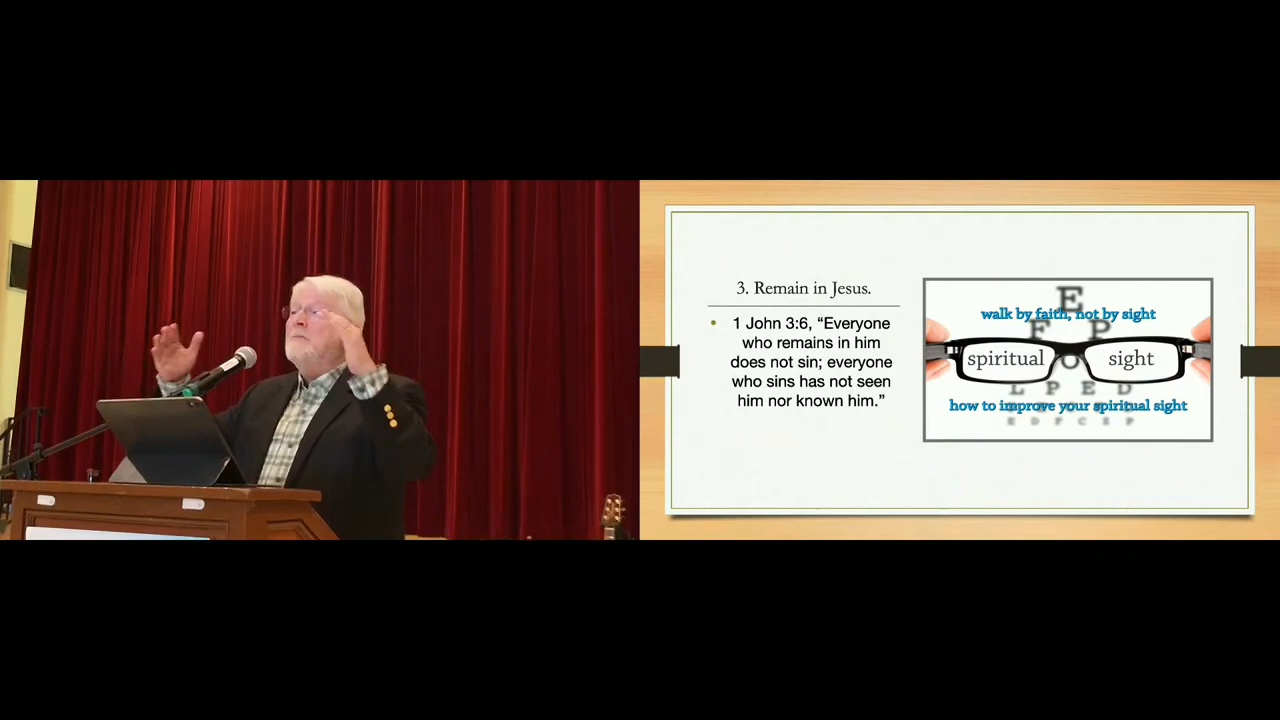 3. Remain in Jesus.
• 1 John 3:6, “Everyone
who remains in him
does not sin; everyone
who sins has not seen
him nor known him.”
E
walk by faith, not by sight
F P
spiritual O sight
L P E D
how to improve your spiritual sight
E D F C E P